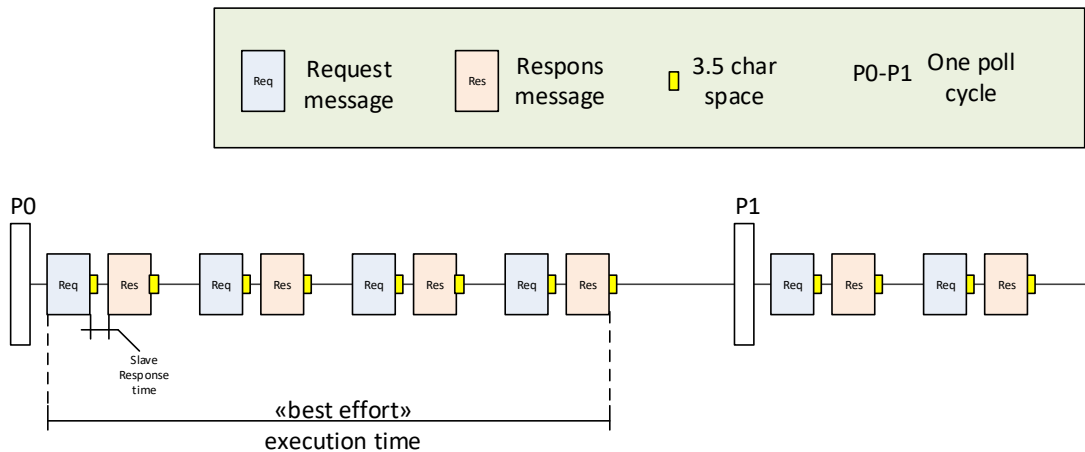 Req
Request
message
Res
Respons
message
3.5 char
space
P0-P1
One poll
cycle
P0
P1
Req
Res
Req
Res
Req
Res
Req
Res
Req
Res
Req
Res
Slave
Response
time
«best effort»
execution time